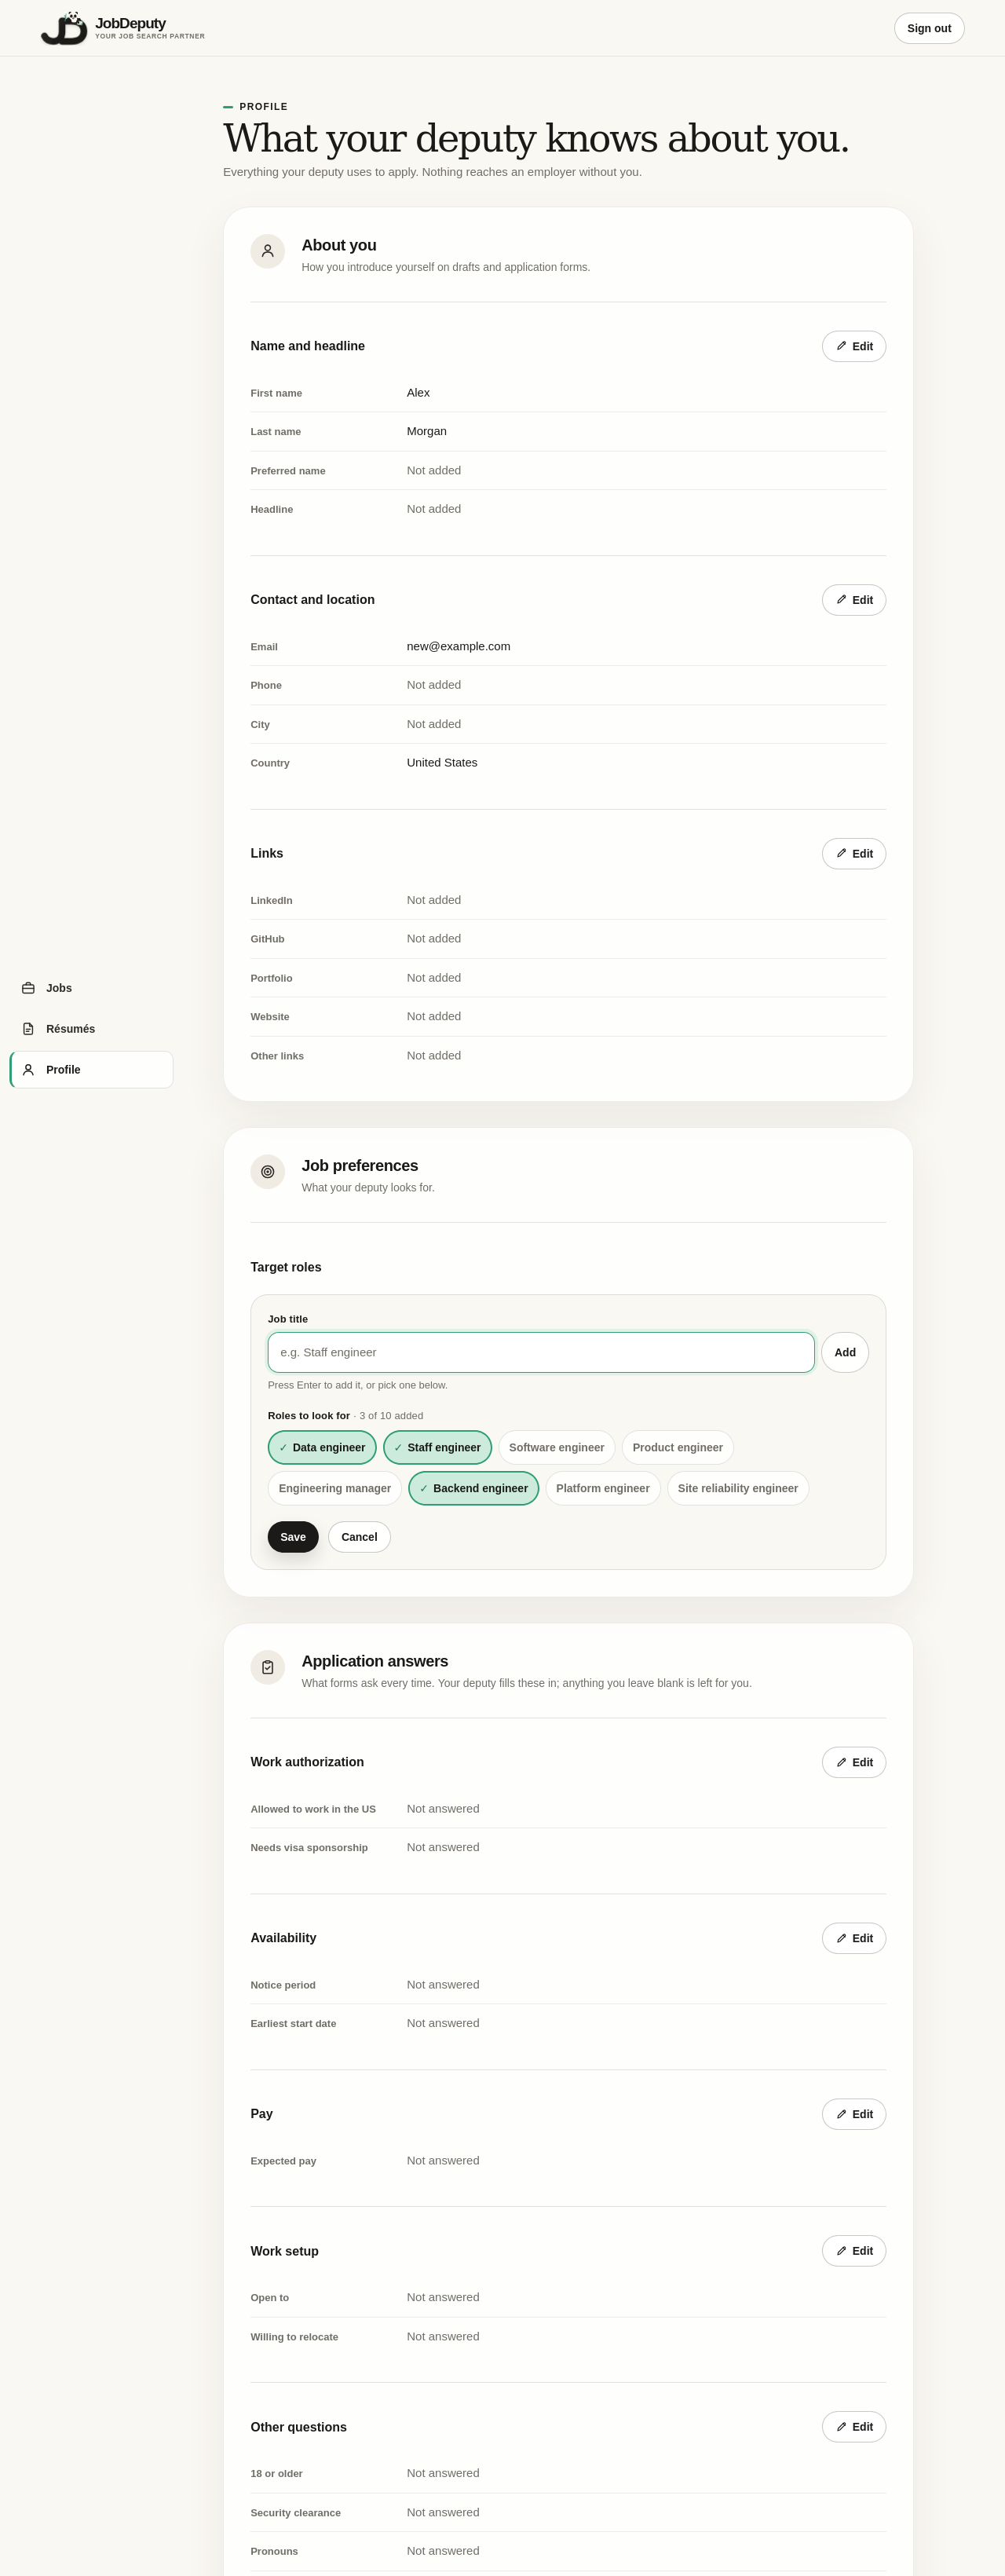 JobDeputy
YOUR JOB SEARCH PARTNER
Sign out
PROFILE
What your deputy knows about you.
Everything your deputy uses to apply. Nothing reaches an employer without you.
About you
How you introduce yourself on drafts and application forms.
Name and headline
Edit
First name
Alex
Last name
Morgan
Preferred name
Not added
Headline
Not added
Contact and location
Edit
Email
new@example.com
Phone
Not added
City
Not added
Country
United States
Links
Edit
LinkedIn
Not added
GitHub
Not added
Portfolio
Not added
Website
Not added
Other links
Not added
Jobs
Résumés
Profile
Job preferences
What your deputy looks for.
Target roles
Job title
e.g. Staff engineer
Add
Press Enter to add it, or pick one below.
Roles to look for · 3 of 10 added
✓ Data engineer
✓ Staff engineer
Software engineer
Product engineer
Engineering manager
✓ Backend engineer
Platform engineer
Site reliability engineer
Save
Cancel
Application answers
What forms ask every time. Your deputy fills these in; anything you leave blank is left for you.
Work authorization
Edit
Allowed to work in the US
Not answered
Needs visa sponsorship
Not answered
Availability
Edit
Notice period
Not answered
Earliest start date
Not answered
Pay
Edit
Expected pay
Not answered
Work setup
Edit
Open to
Not answered
Willing to relocate
Not answered
Other questions
Edit
18 or older
Not answered
Security clearance
Not answered
Pronouns
Not answered